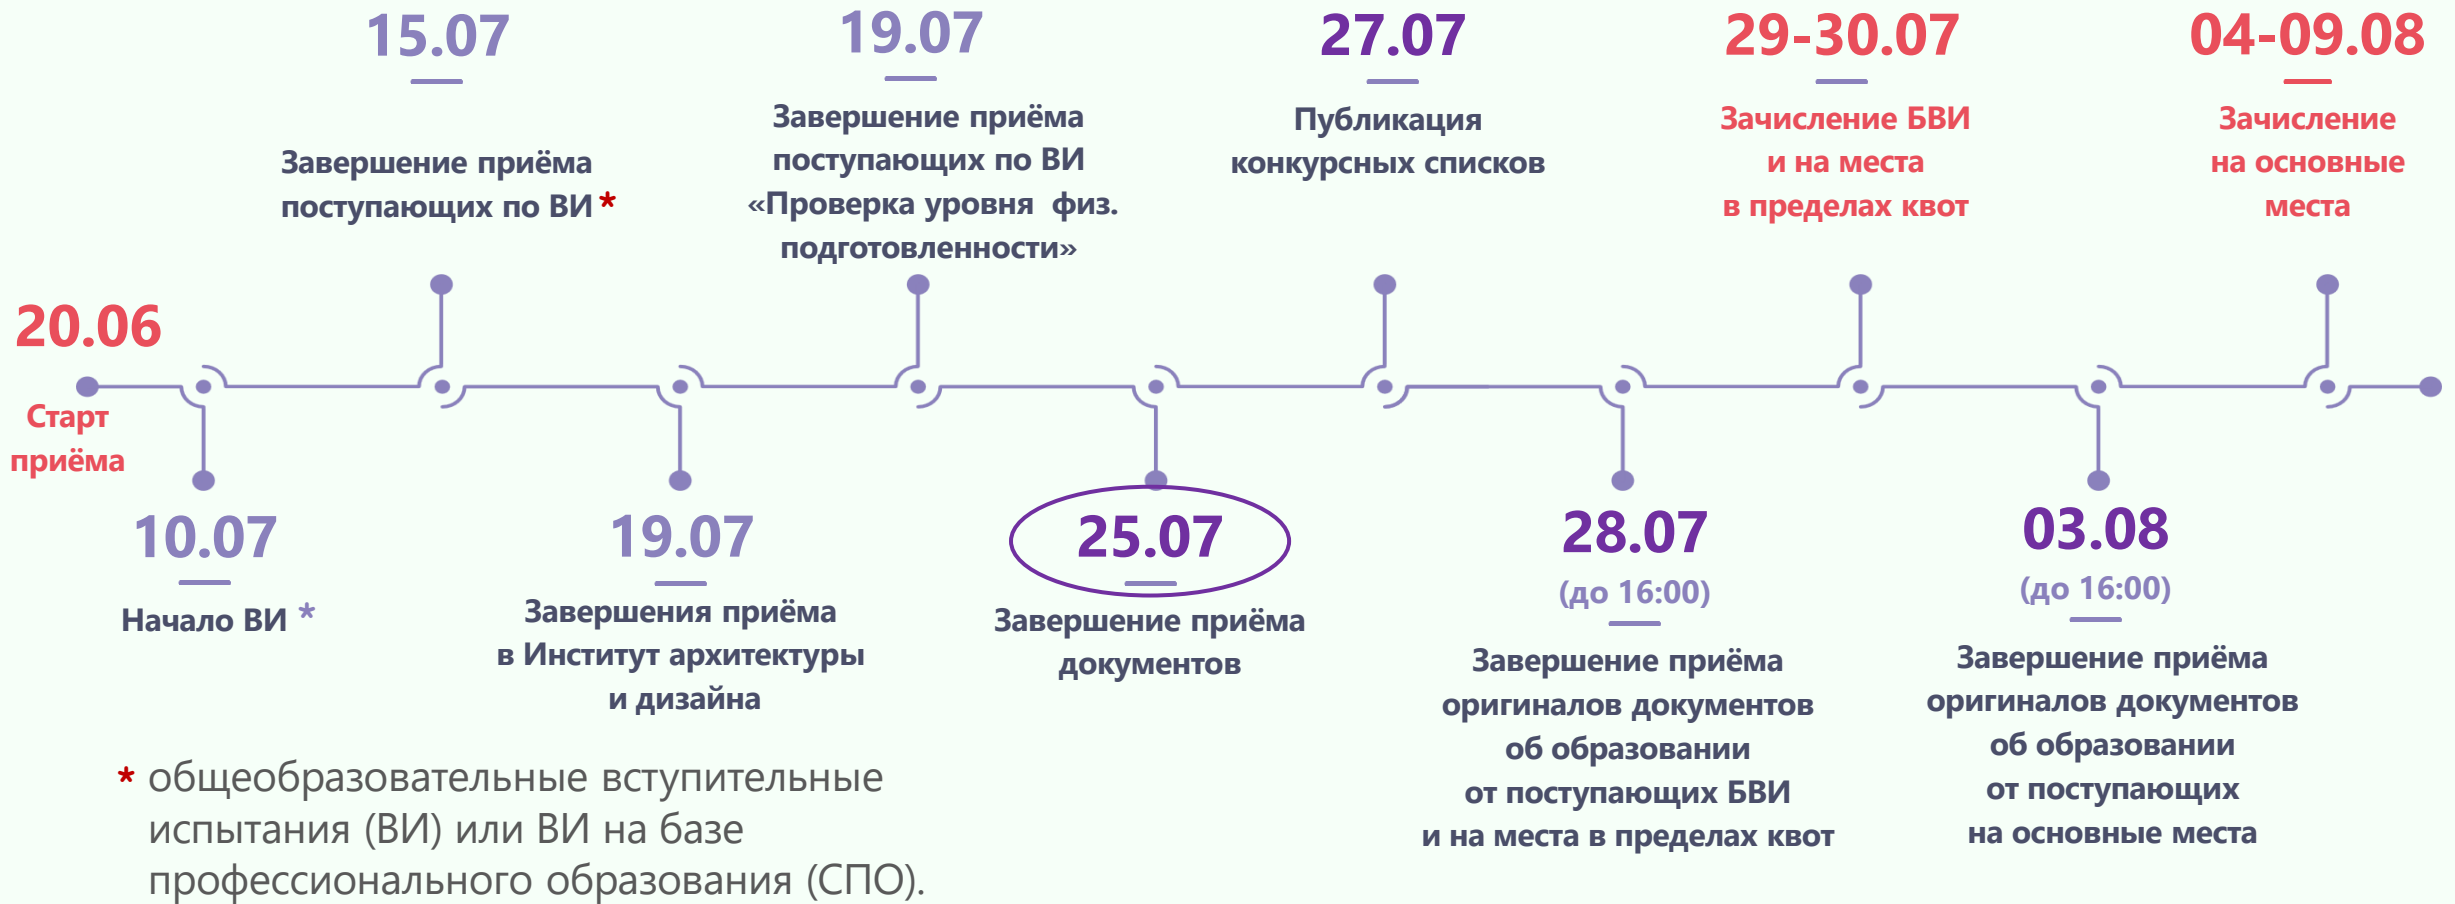 20.06
Старт
приёма
10.07
Начало ВИ *
15.07
Завершение приёма
поступающих по ВИ *
19.07
Завершения приёма
в Институт архитектуры
и дизайна
19.07
Завершение приёма
поступающих по ВИ
«Проверка уровня физ.
подготовленности»
25.07
Завершение приёма
документов
27.07
Публикация
конкурсных списков
28.07
(до 16:00)
Завершение приёма
оригиналов документов
об образовании
от поступающих БВИ
и на места в пределах квот
29-30.07
Зачисление БВИ
и на места
в пределах квот
03.08
(до 16:00)
Завершение приёма
оригиналов документов
об образовании
от поступающих
на основные места
04-09.08
Зачисление
на основные
места
* общеобразовательные вступительные
испытания (ВИ) или ВИ на базе
профессионального образования (СПО).